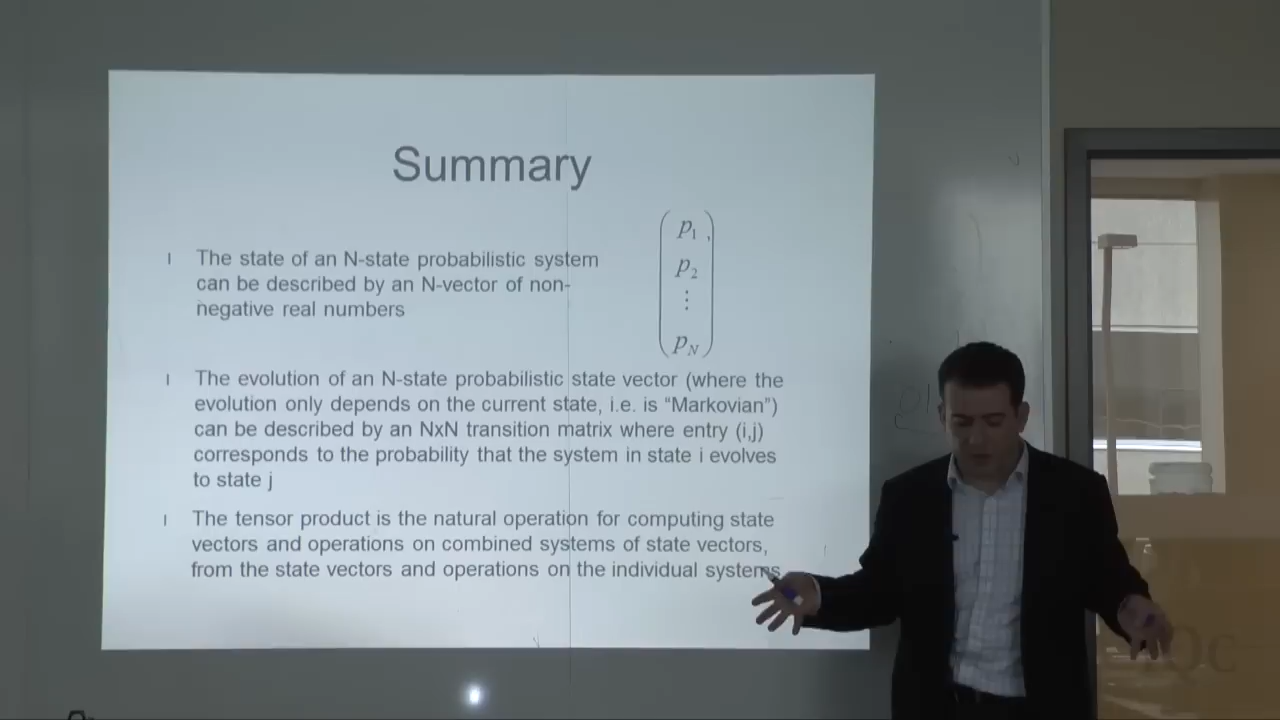 Summary
The state of an N-state probabilistic system
can be described by an N-vector of non-
negative real numbers
p1
p2
⋮
pN
The evolution of an N-state probabilistic state vector (where the
evolution only depends on the current state, i.e. is “Markovian”)
can be described by an NxN transition matrix where entry (i,j)
corresponds to the probability that the system in state i evolves
to state j
The tensor product is the natural operation for computing state
vectors and operations on combined systems of state vectors,
from the state vectors and operations on the individual systems